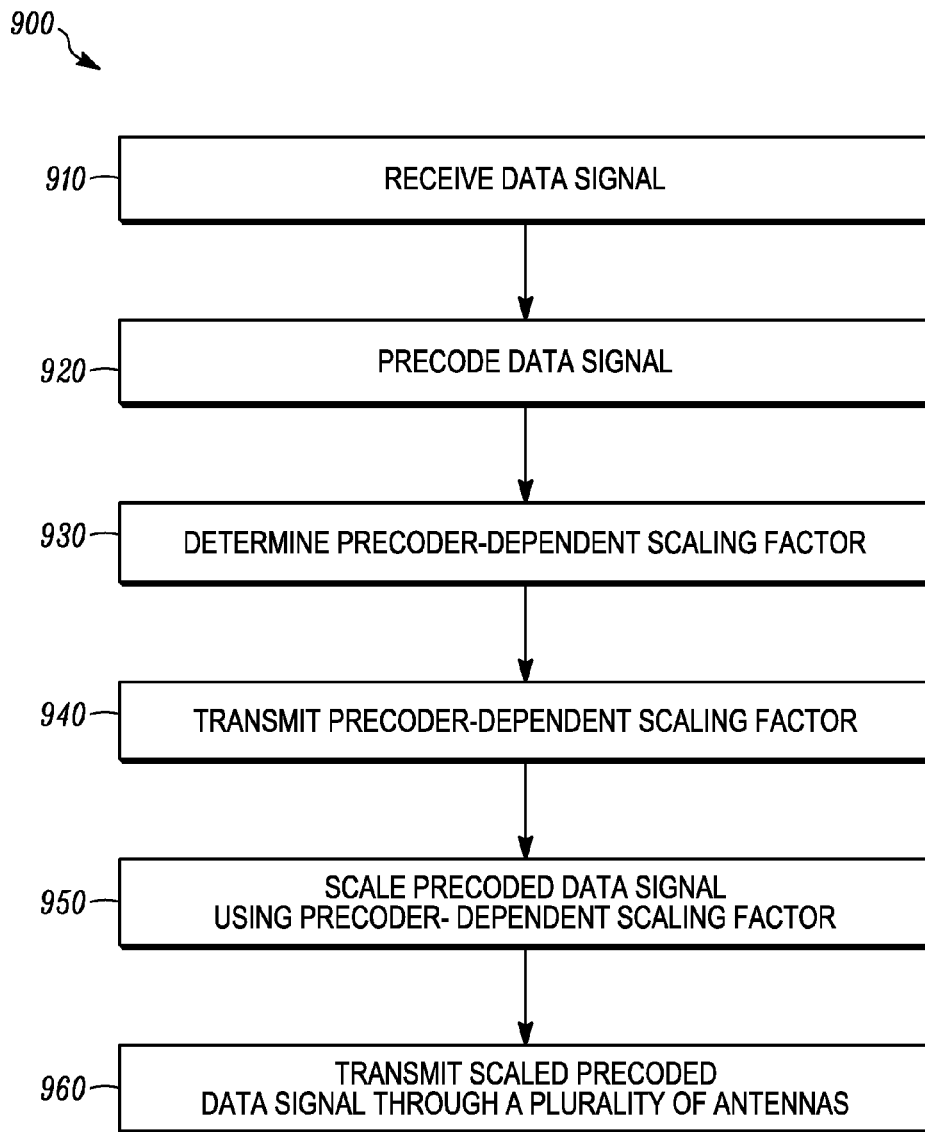 900
910
RECEIVE DATA SIGNAL
920
PRECODE DATA SIGNAL
930
DETERMINE PRECODER-DEPENDENT SCALING FACTOR
940
TRANSMIT PRECODER-DEPENDENT SCALING FACTOR
950
SCALE PRECODED DATA SIGNAL
USING PRECODER- DEPENDENT SCALING FACTOR
960
TRANSMIT SCALED PRECODED
DATA SIGNAL THROUGH A PLURALITY OF ANTENNAS